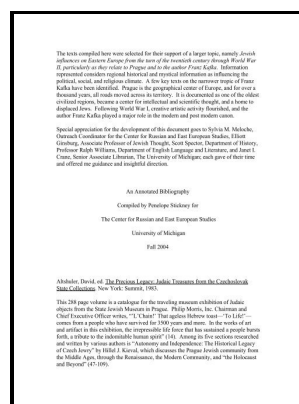 The texts compiled here were selected for their support of a larger topic, namely Jewish
influences on Eastern Europe from the turn of the twentieth century through World War
II, particularly as they relate to Prague and to the author Franz Kafka. Information
represented considers regional historical and mystical information as influencing the
political, social, and religious climate. A few key texts on the narrower tropic of Franz
Kafka have been identified. Prague is the geographical center of Europe, and for over a
thousand years, all roads moved across its territory. It is documented as one of the oldest
civilized regions, became a center for intellectual and scientific thought, and a home to
displaced Jews. Following World War I, creative artistic activity flourished, and the
author Franz Kafka played a major role in the modern and post modern canon.
Special appreciation for the development of this document goes to Sylvia M. Meloche,
Outreach Coordinator for the Center for Russian and East European Studies, Elliott
Ginsburg, Associate Professor of Jewish Thought, Scott Spector, Department of History,
Professor Ralph Williams, Department of English Language and Literature, and Janet I.
Crane, Senior Associate Librarian, The University of Michigan; each gave of their time
and offered me guidance and insightful direction.
An Annotated Bibliography
Compiled by Penelope Stickney for
The Center for Russian and East European Studies
University of Michigan
Fall 2004
Altshuler, David, ed. The Precious Legacy: Judaic Treasures from the Czechoslovak
State Collections. New York: Summit, 1983.
This 288 page volume is a catalogue for the traveling museum exhibition of Judaic
objects from the State Jewish Museum in Prague. Philip Morris, Inc. Chairman and
Chief Executive Officer writes, "'L'Chaim!' That ageless Hebrew toast—'To Life!'—
comes from a people who have survived for 3500 years and more. In the works of art
and artifact in this exhibition, the irrepressible life force that has sustained a people bursts
forth, a tribute to the indomitable human spirit" (14). Among its five sections researched
and written by various authors is "Autonomy and Independence: The Historical Legacy
of Czech Jewry" by Hillel J. Kieval, which discusses the Prague Jewish community from
the Middle Ages, through the Renaissance, the Modern Community, and "the Holocaust
and Beyond" (47-109).